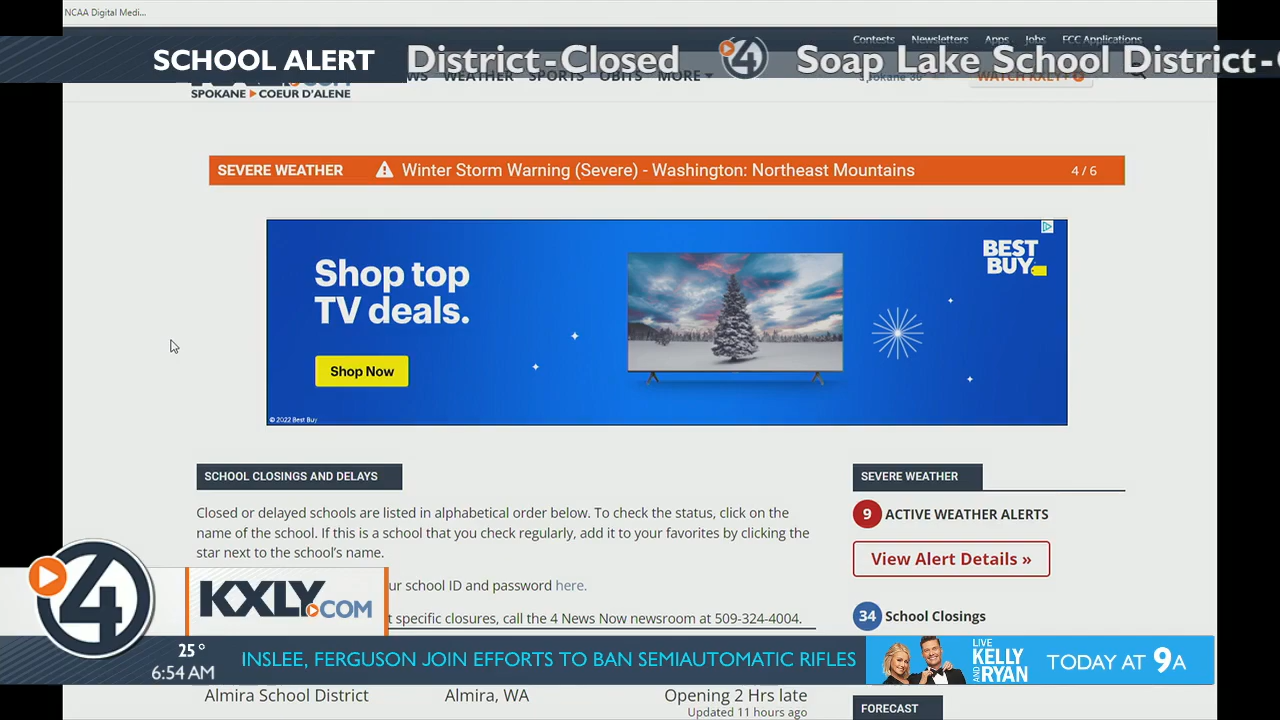 NCAA Digital Medi...
Contests Newsletters Apps Jobs FCC Applications
SCHOOL ALERT District-Closed 4 Soap Lake School District-
WEATHER SPORTS OBITS MORE
SPOKANE COEUR D'ALENE
SEVERE WEATHER Winter Storm Warning (Severe) - Washington: Northeast Mountains 4 / 6
Shop top
TV deals.
Shop Now
BEST
BUY
© 2022 Best Buy
SCHOOL CLOSINGS AND DELAYS
Closed or delayed schools are listed in alphabetical order below. To check the status, click on the
name of the school. If this is a school that you check regularly, add it to your favorites by clicking the
star next to the school's name.
ur school ID and password here.
t specific closures, call the 4 News Now newsroom at 509-324-4004.
SEVERE WEATHER
9 ACTIVE WEATHER ALERTS
View Alert Details »
34 School Closings
4
KXLY.COM
25°
6:54 AM
INSLEE, FERGUSON JOIN EFFORTS TO BAN SEMIAUTOMATIC RIFLES
LIVE
KELLY
AND RYAN
TODAY AT 9A
Almira School District Almira, WA Opening 2 Hrs late
Updated 11 hours ago
FORECAST